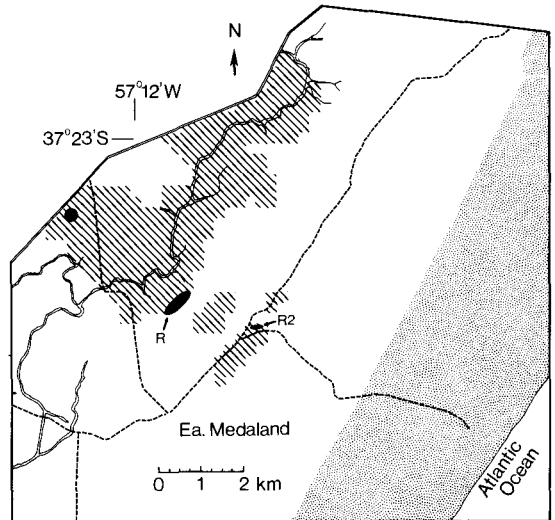 N
57°12'W
37°23'S
R
R2
Ea. Medaland
0 1 2 km
Atlantic
Ocean